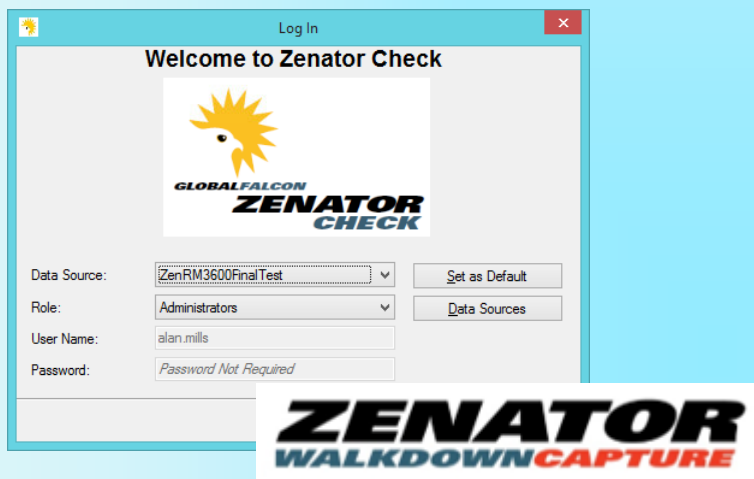 Log In
Welcome to Zenator Check
GLOBALFALCON
ZENATOR
CHECK
Data Source: ZenRM3600FinalTest Set as Default
Role: Administrators Data Sources
User Name: alan.mills
Password: Password Not Required
ZENATOR
WALKDOWNCAPTURE